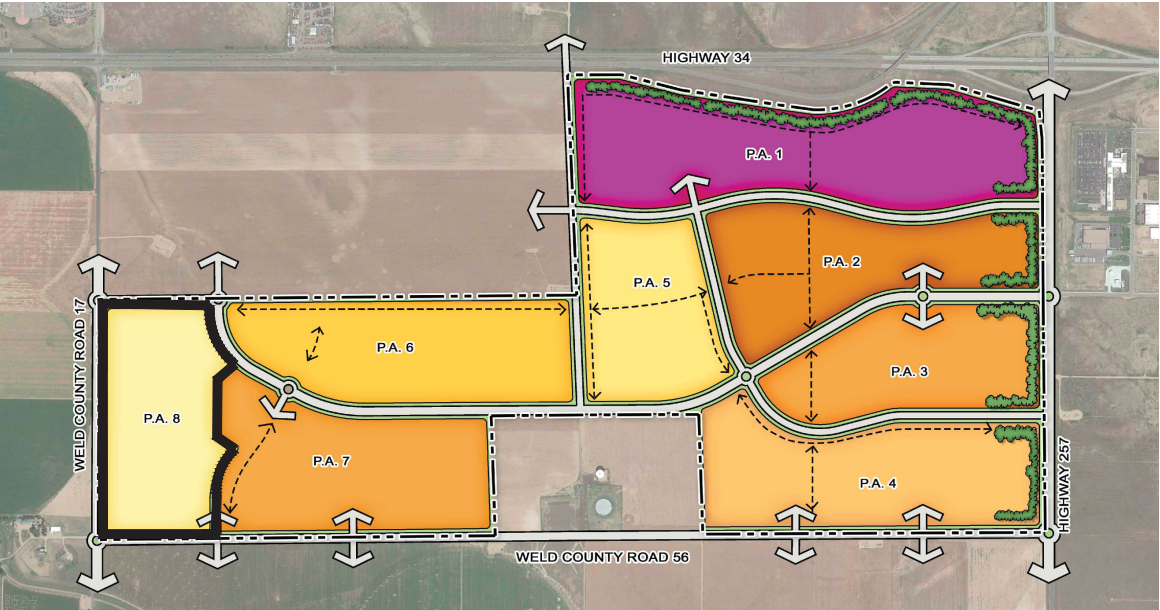 HIGHWAY 34
P.A. 1
P.A. 2
P.A. 5
WELD COUNTY ROAD 17
P.A. 6
P.A. 3
P.A. 8
P.A. 7
P.A. 4
HIGHWAY 257
WELD COUNTY ROAD 56